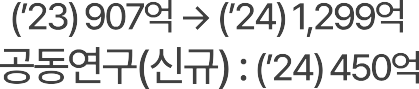 (‘23) 907억 → (‘24) 1,299억
공동연구(신규) : (‘24) 450억